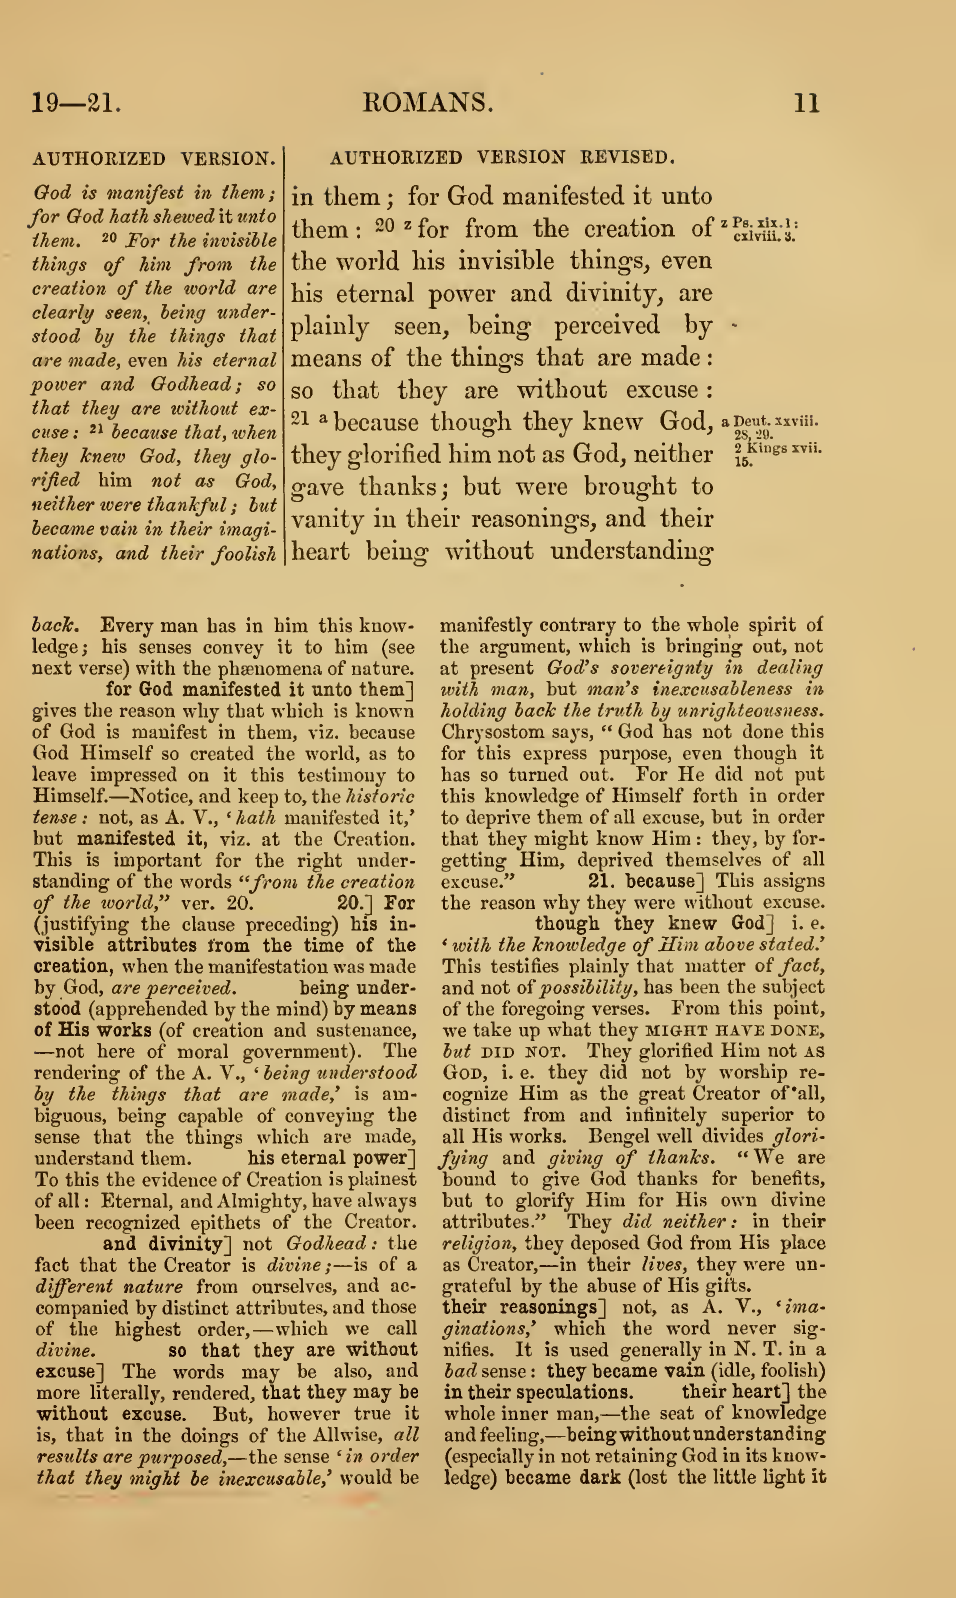 19—21.
ROMANS.
11
AUTHORIZED VERSION.
God is manifest in them;
for God hath shewed it unto
them. 20 For the invisible
things of him from the
creation of the world are
clearly seen, being under-
stood by the things that
are made, even his eternal
power and Godhead; so
that they are without ex-
cuse: 21 because that, when
they knew God, they glo-
rified him not as God,
neither were thankful; but
became vain in their imagi-
nations, and their foolish
AUTHORIZED VERSION REVISED.
in them; for God manifested it unto
them: 20 z for from the creation of
the world his invisible things, even
his eternal power and divinity, are
plainly seen, being perceived by
means of the things that are made:
so that they are without excuse:
21 a because though they knew God,
they glorified him not as God, neither
gave thanks; but were brought to
vanity in their reasonings, and their
heart being without understanding
z Ps. xix. 1:
cxlviii. 3.
a Deut. xxviii.
28, 29.
2 Kings xvii.
15.
back. Every man has in him this know-
ledge; his senses convey it to him (see
next verse) with the phænomena of nature.
for God manifested it unto them]
gives the reason why that which is known
of God is manifest in them, viz. because
God Himself so created the world, as to
leave impressed on it this testimony to
Himself.—Notice, and keep to, the historic
tense: not, as A. V., ‘hath manifested it,’
but manifested it, viz. at the Creation.
This is important for the right under-
standing of the words “from the creation
of the world,” ver. 20. 20.] For
(justifying the clause preceding) his in-
visible attributes from the time of the
creation, when the manifestation was made
by God, are perceived. being under-
stood (apprehended by the mind) by means
of His works (of creation and sustenance,
—not here of moral government). The
rendering of the A. V., ‘being understood
by the things that are made,’ is am-
biguous, being capable of conveying the
sense that the things which are made,
understand them. his eternal power]
To this the evidence of Creation is plainest
of all: Eternal, and Almighty, have always
been recognized epithets of the Creator.
and divinity] not Godhead: the
fact that the Creator is divine;—is of a
different nature from ourselves, and ac-
companied by distinct attributes, and those
of the highest order,—which we call
divine. so that they are without
excuse] The words may be also, and
more literally, rendered, that they may be
without excuse. But, however true it
is, that in the doings of the Allwise, all
results are purposed,—the sense ‘in order
that they might be inexcusable,’ would be
manifestly contrary to the whole spirit of
the argument, which is bringing out, not
at present God's sovereignty in dealing
with man, but man's inexcusableness in
holding back the truth by unrighteousness.
Chrysostom says, “God has not done this
for this express purpose, even though it
has so turned out. For He did not put
this knowledge of Himself forth in order
to deprive them of all excuse, but in order
that they might know Him: they, by for-
getting Him, deprived themselves of all
excuse.” 21. because] This assigns
the reason why they were without excuse.
though they knew God] i. e.
‘with the knowledge of Him above stated.’
This testifies plainly that matter of fact,
and not of possibility, has been the subject
of the foregoing verses. From this point,
we take up what they MIGHT HAVE DONE,
but DID NOT. They glorified Him not AS
GOD, i. e. they did not by worship re-
cognize Him as the great Creator of all,
distinct from and infinitely superior to
all His works. Bengel well divides glori-
fying and giving of thanks. “We are
bound to give God thanks for benefits,
but to glorify Him for His own divine
attributes.” They did neither: in their
religion, they deposed God from His place
as Creator,—in their lives, they were un-
grateful by the abuse of His gifts.
their reasonings] not, as A. V., ‘ima-
ginations,’ which the word never sig-
nifies. It is used generally in N. T. in a
bad sense: they became vain (idle, foolish)
in their speculations. their heart] the
whole inner man,—the seat of knowledge
and feeling,—being without understanding
(especially in not retaining God in its know-
ledge) became dark (lost the little light it